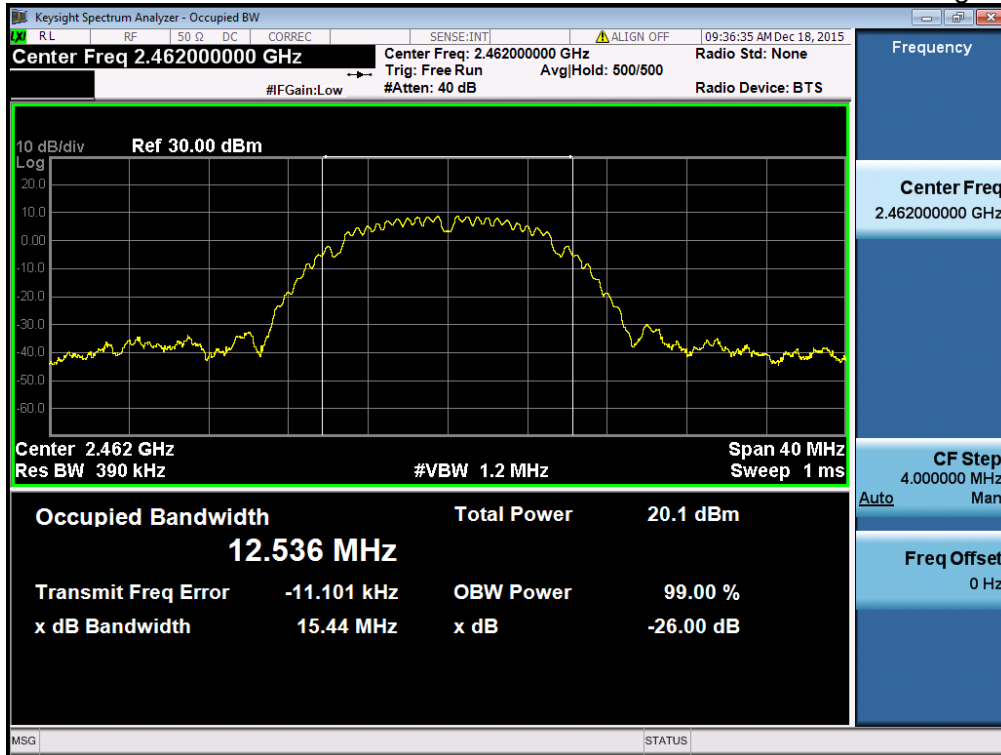 Keysight Spectrum Analyzer - Occupied BW
LXI RL RF 50 Ω DC CORREC SENSE:INT ALIGN OFF 09:36:35 AM Dec 18, 2015
Center Freq 2.462000000 GHz
Center Freq: 2.462000000 GHz
Radio Std: None
Trig: Free Run
Avg|Hold: 500/500
#IFGain:Low
#Atten: 40 dB
Radio Device: BTS
10 dB/div
Ref 30.00 dBm
Log
20.0
10.0
0.00
-10.0
-20.0
-30.0
-40.0
-50.0
-60.0
Center 2.462 GHz
Span 40 MHz
Res BW 390 kHz
#VBW 1.2 MHz
Sweep 1 ms
Occupied Bandwidth
12.536 MHz
Total Power 20.1 dBm
Transmit Freq Error -11.101 kHz
OBW Power 99.00 %
x dB Bandwidth 15.44 MHz
x dB -26.00 dB
MSG
STATUS
Frequency
Center Freq
2.462000000 GHz
CF Step
4.000000 MHz
Auto Man
Freq Offset
0 Hz